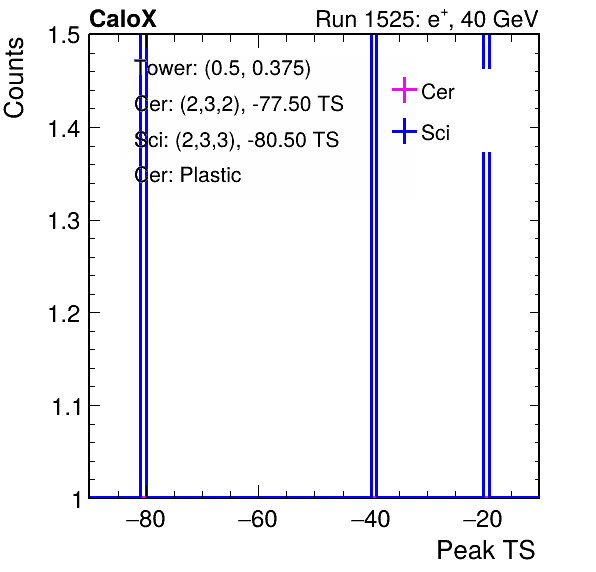 CaloX Run 1525: e⁺, 40 GeV
Counts
1.5
Tower: (0.5, 0.375)
Cer: (2,3,2), -77.50 TS
Sci: (2,3,3), -80.50 TS
Cer: Plastic
Cer
Sci
1.4
1.3
1.2
1.1
1
−80 −60 −40 −20
Peak TS